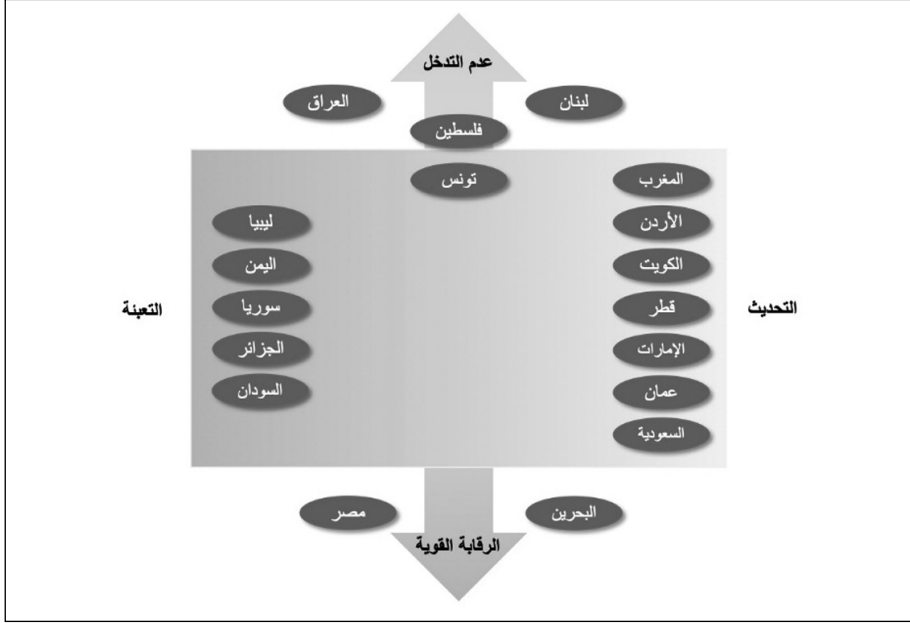 عدم التدخل
لبنان
العراق
فلسطين
تونس
المغرب
الأردن
الكويت
قطر
الإمارات
عمان
السعودية
التحديث
ليبيا
اليمن
سوريا
الجزائر
السودان
التعبئة
البحرين
مصر
الرقابة القوية